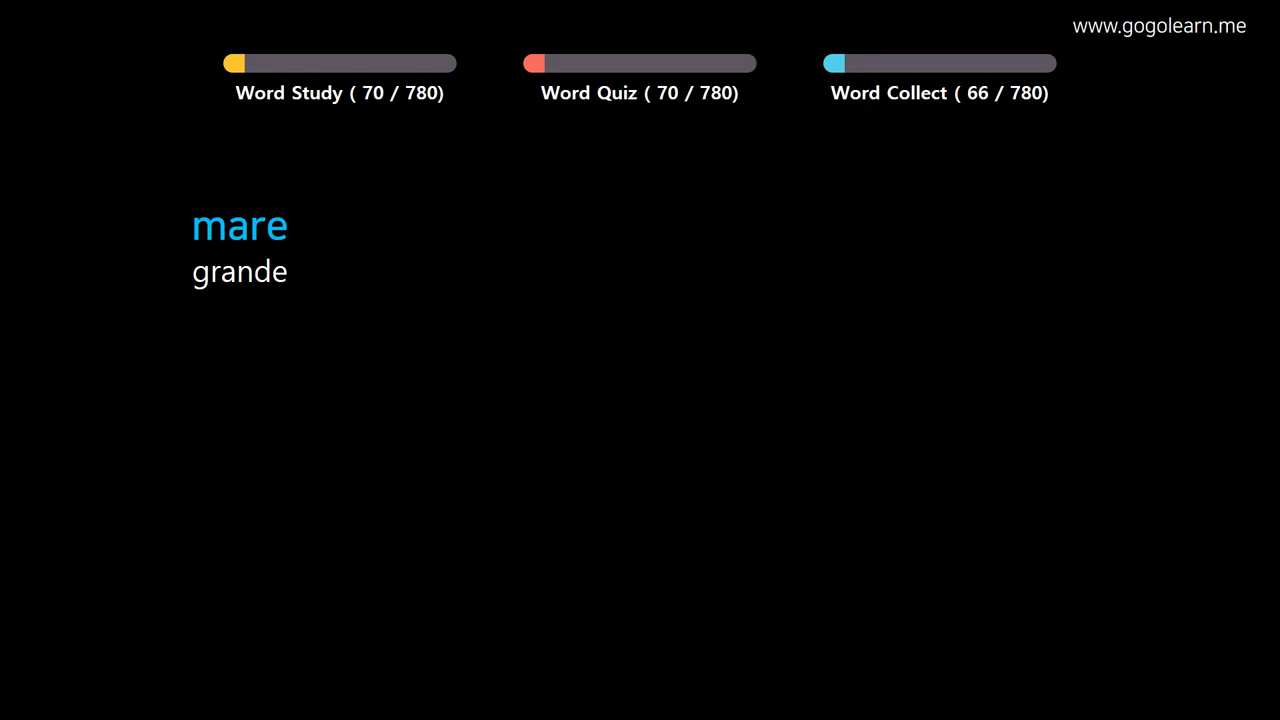 www.gogolearn.me
Word Study ( 70 / 780)
Word Quiz ( 70 / 780)
Word Collect ( 66 / 780)
mare
grande